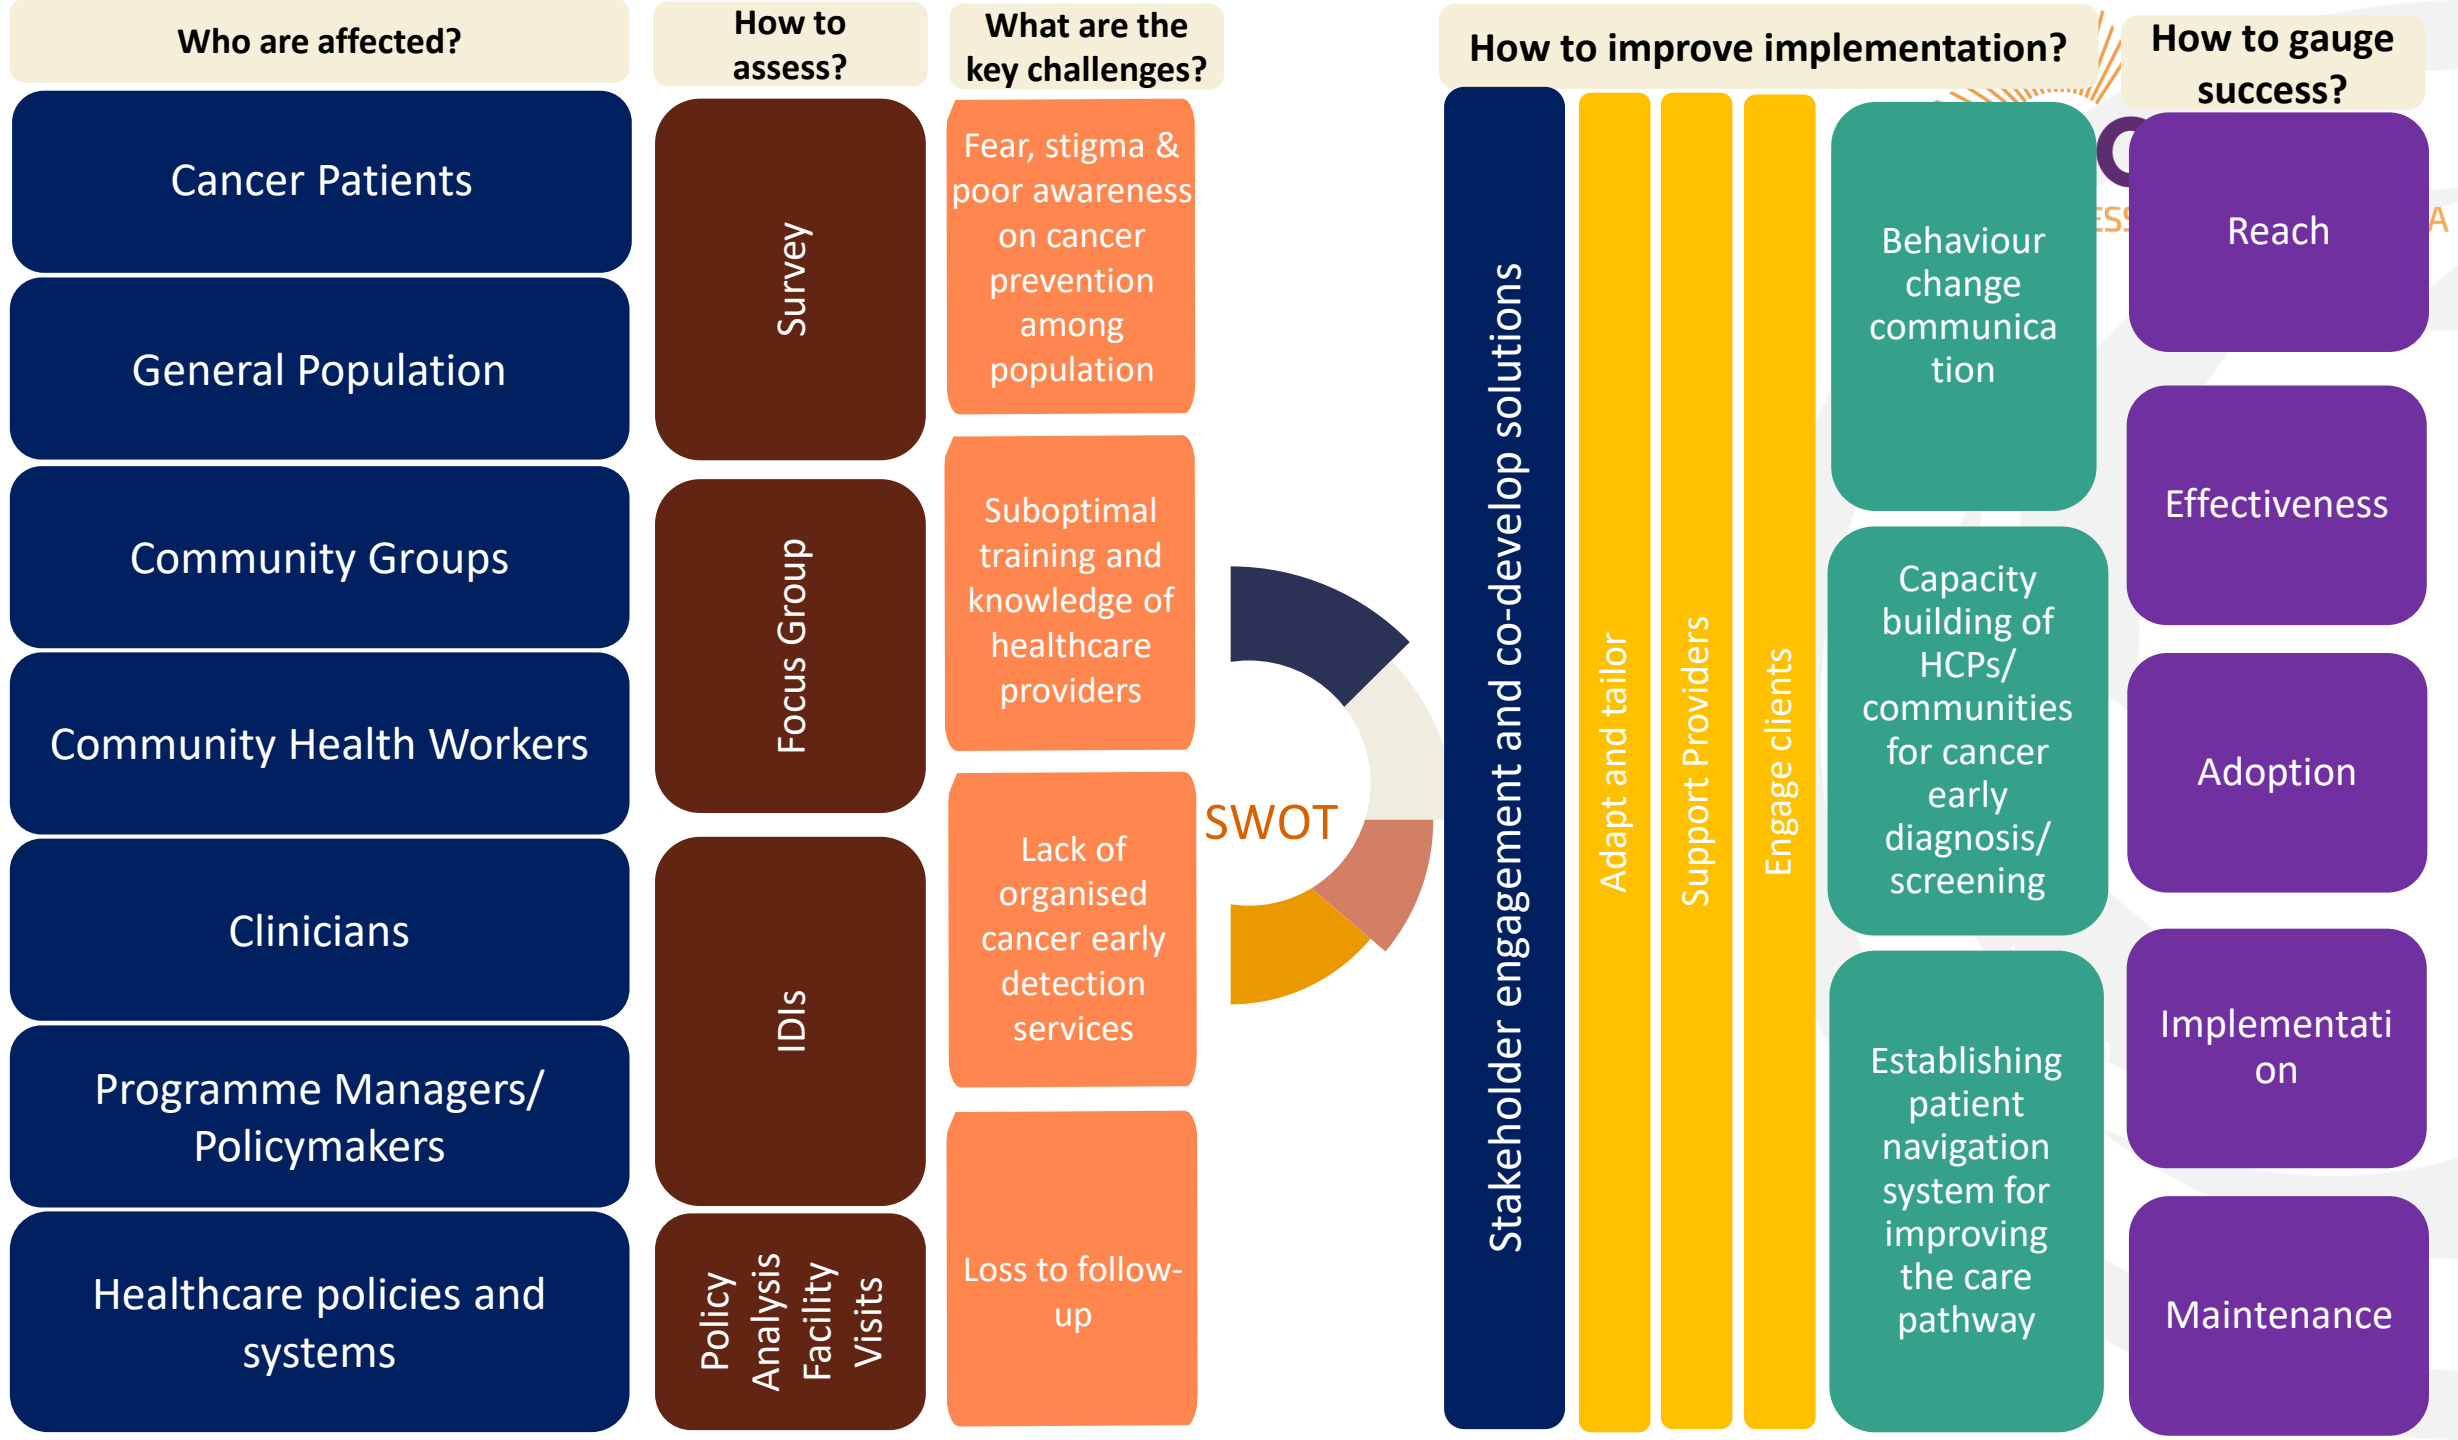 Who are affected?
Cancer Patients
General Population
Community Groups
Community Health Workers
Clinicians
Programme Managers/
Policymakers
Healthcare policies and
systems
How to
assess?
Survey
Focus Group
IDIs
Policy
Analysis
Facility
Visits
What are the
key challenges?
Fear, stigma &
poor awareness
on cancer
prevention
among
population
Suboptimal
training and
knowledge of
healthcare
providers
Lack of
organised
cancer early
detection
services
Loss to follow-
up
SWOT
How to improve implementation?
Stakeholder engagement and co-develop solutions
Adapt and tailor
Support Providers
Engage clients
Behaviour
change
communica
tion
Capacity
building of
HCPs/
communities
for cancer
early
diagnosis/
screening
Establishing
patient
navigation
system for
improving
the care
pathway
How to gauge
success?
Reach
Effectiveness
Adoption
Implementati
on
Maintenance